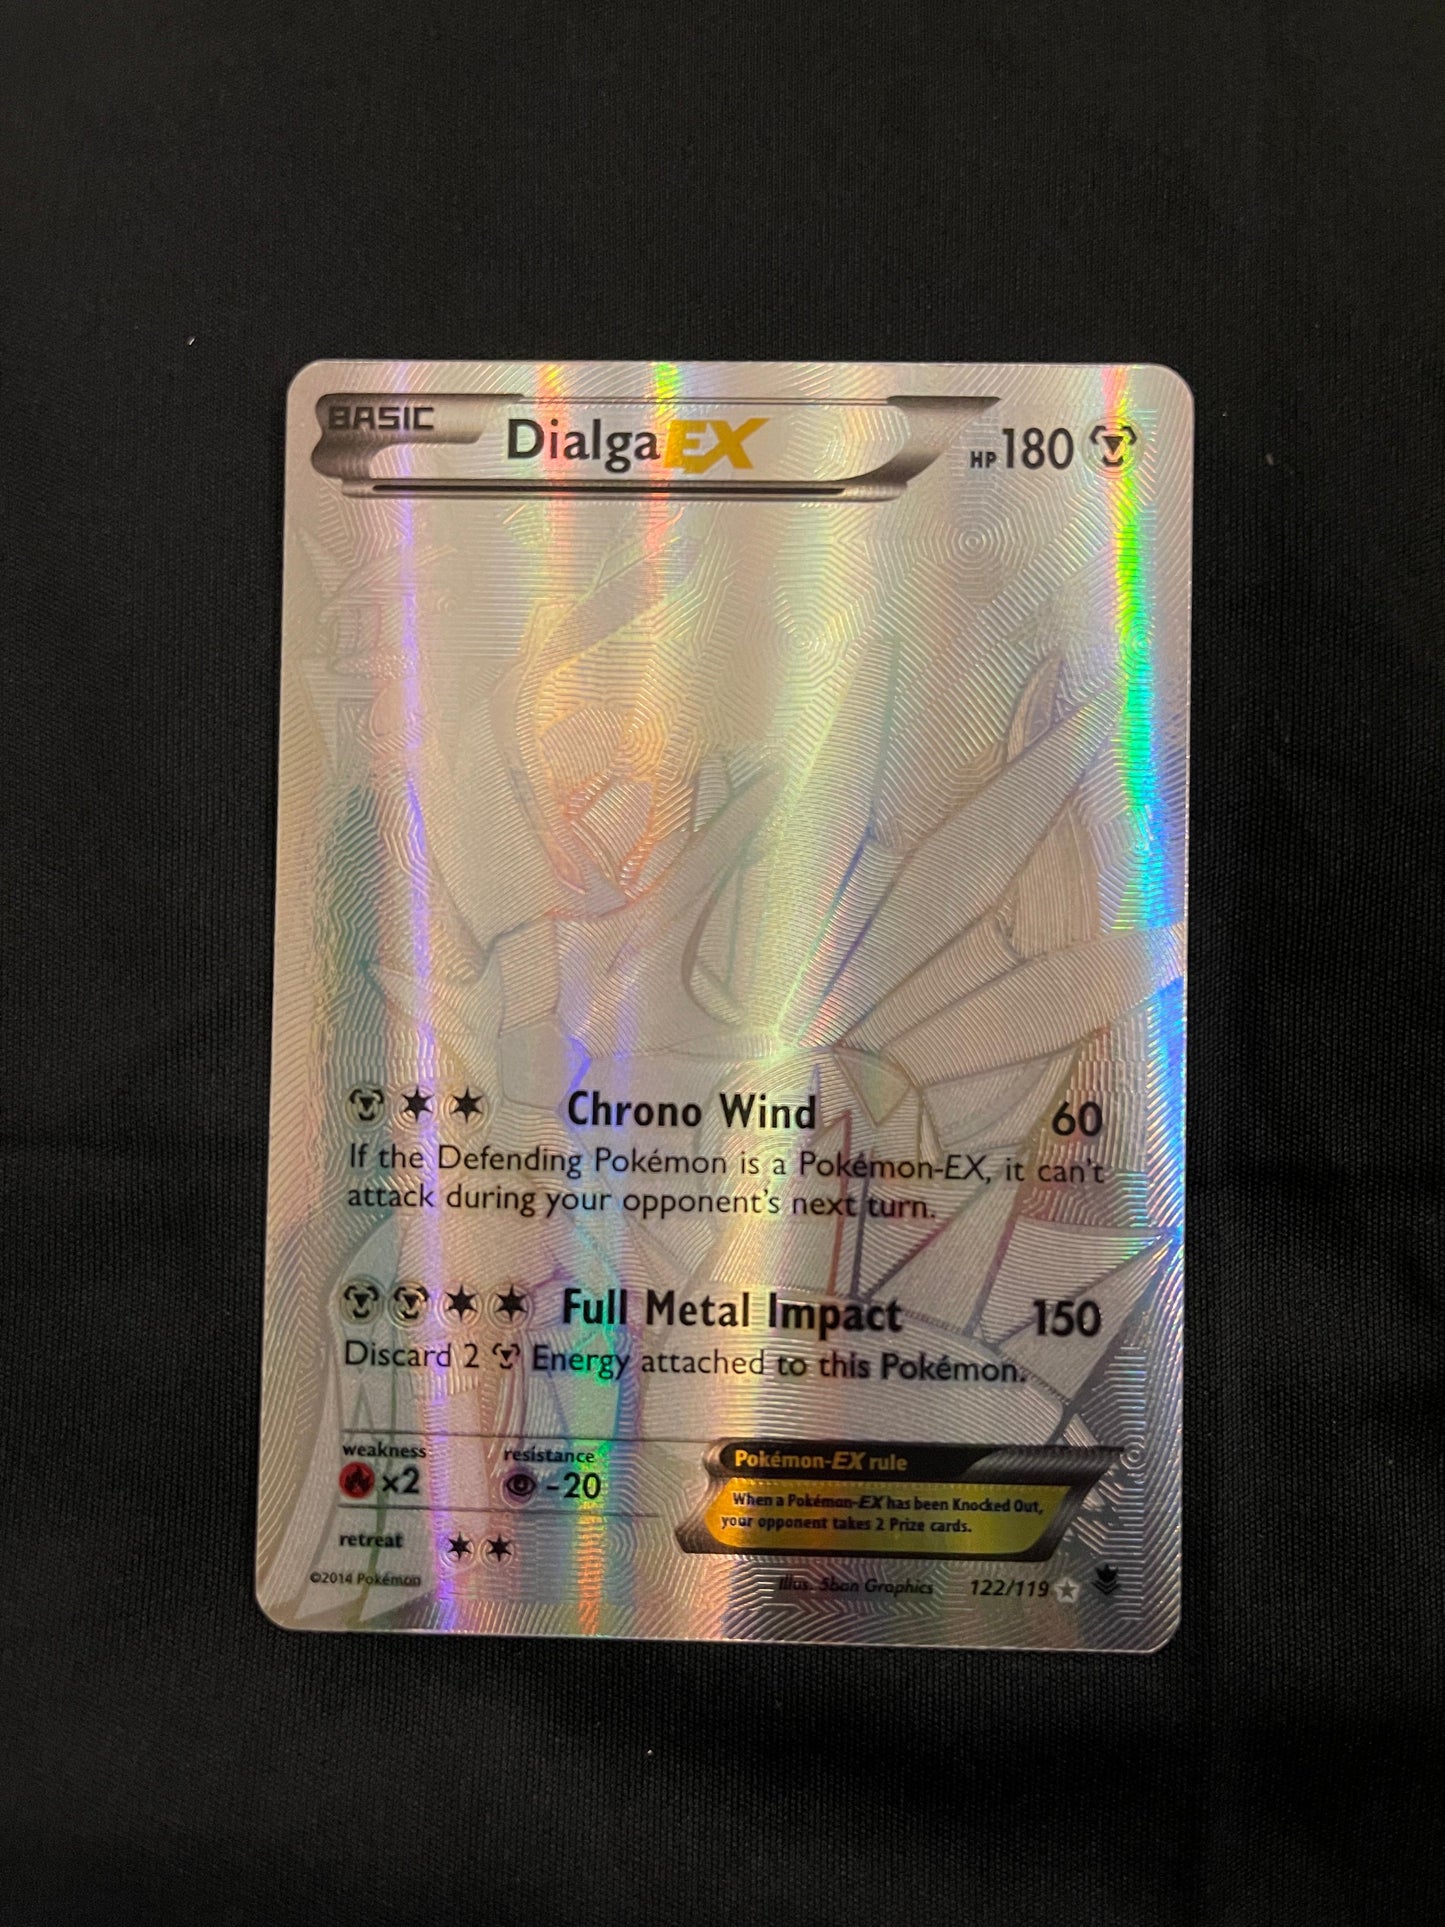 BASIC
Dialga EX
HP 180
Chrono Wind 60
If the Defending Pokémon is a Pokémon-EX, it can't
attack during your opponent's next turn.
Full Metal Impact 150
Discard 2 Energy attached to this Pokémon.
weakness resistance
×2 -20
retreat
Pokémon-EX rule
When a Pokémon-EX has been Knocked Out,
your opponent takes 2 Prize cards.
©2014 Pokémon
Illus. 5ban Graphics 122/119